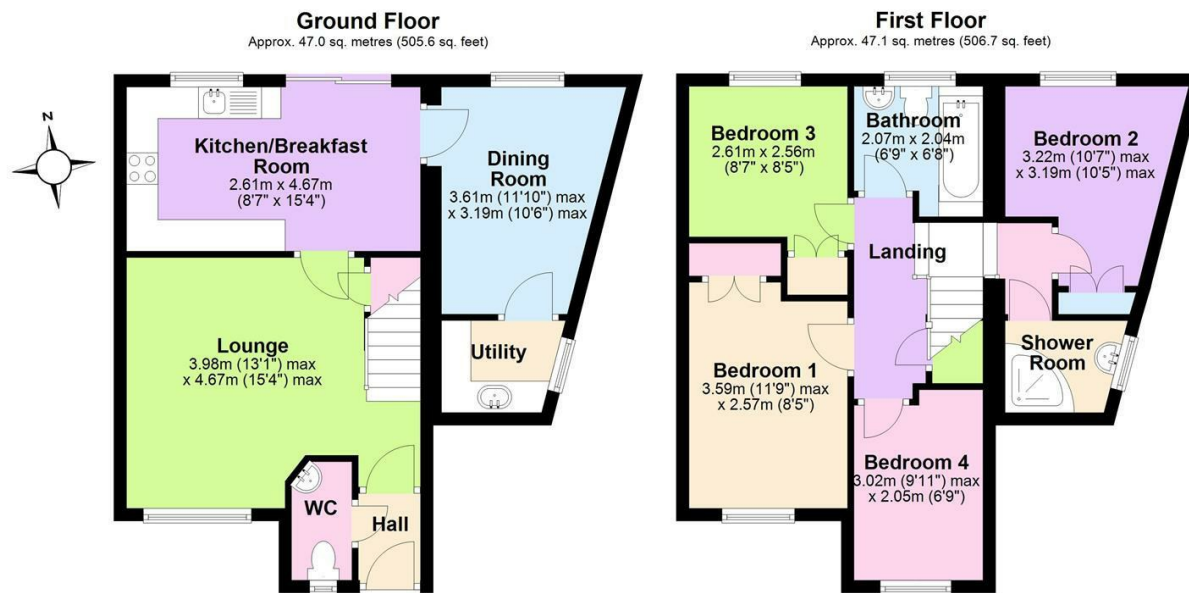 Ground Floor
Approx. 47.0 sq. metres (505.6 sq. feet)
N
Kitchen/Breakfast
Room
2.61m x 4.67m
(8'7" x 15'4")
Dining
Room
3.61m (11'10") max
x 3.19m (10'6") max
Lounge
3.98m (13'1") max
x 4.67m (15'4") max
Utility
WC
Hall
First Floor
Approx. 47.1 sq. metres (506.7 sq. feet)
Bedroom 3
2.61m x 2.56m
(8'7" x 8'5")
Bathroom
2.07m x 2.04m
(6'9" x 6'8")
Bedroom 2
3.22m (10'7") max
x 3.19m (10'5") max
Landing
Bedroom 1
3.59m (11'9") max
x 2.57m (8'5")
Shower
Room
Bedroom 4
3.02m (9'11") max
x 2.05m (6'9")